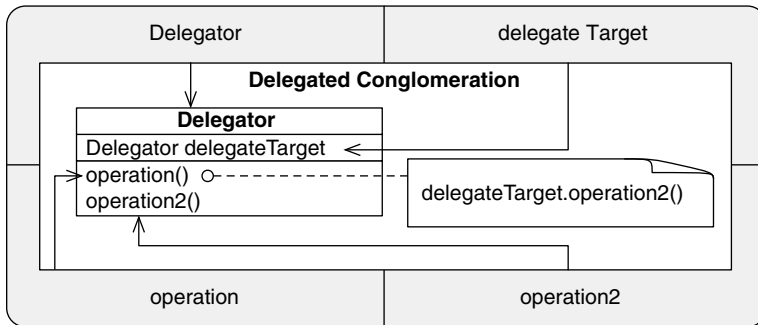 Delegator
delegate Target
Delegated Conglomeration
Delegator
Delegator delegateTarget
operation()
operation2()
delegateTarget.operation2()
operation
operation2